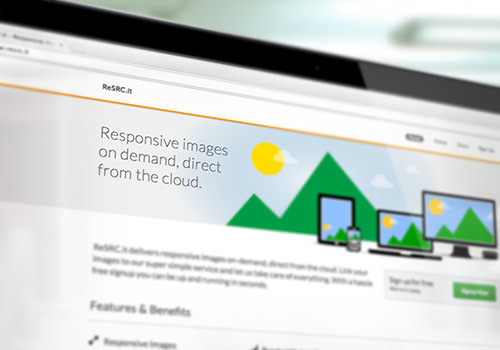 ReSRC.it
Responsive images
on demand, direct
from the cloud.
ReSRC.it delivers responsive images on-demand, direct from the cloud. Link your
images to our super simple service and let us take care of everything. With a hassle
free signup you can be up and running in seconds.
Sign up for free
Sign up
Features & Benefits
Responsive images